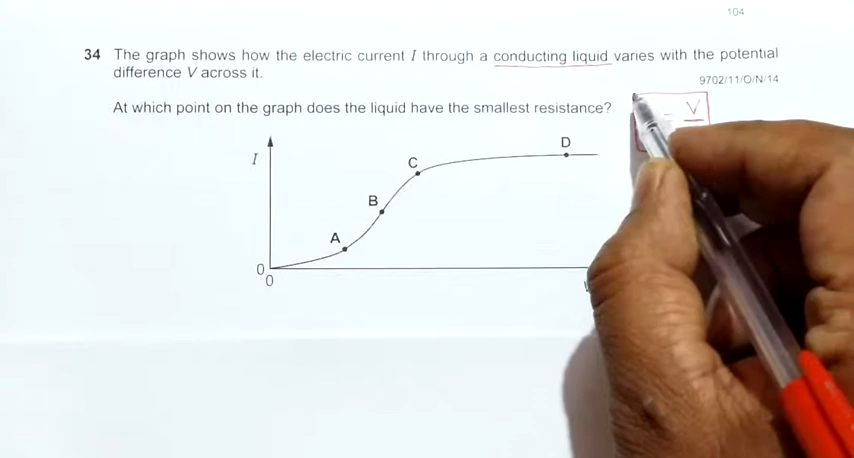 104
34 The graph shows how the electric current I through a conducting liquid varies with the potential
difference V across it.
9702/11/O/N/14
At which point on the graph does the liquid have the smallest resistance?
= V
I
A
B
C
D
0
0